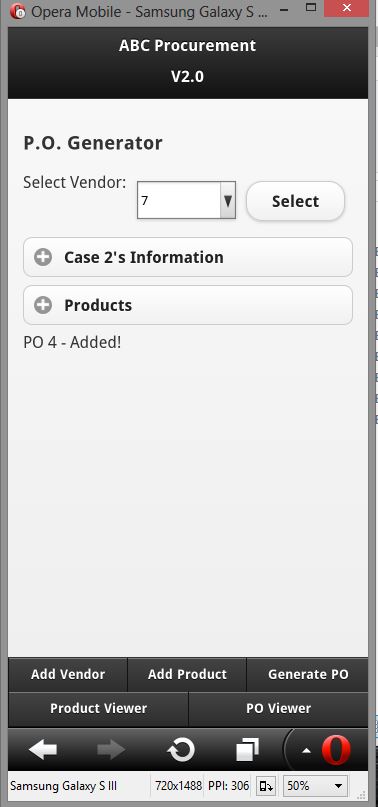 Opera Mobile - Samsung Galaxy S ...
ABC Procurement
V2.0
P.O. Generator
Select Vendor: 7 Select
Case 2's Information
Products
PO 4 - Added!
Add Vendor Add Product Generate PO
Product Viewer PO Viewer
Samsung Galaxy S III 720x1488 PPI: 306 50%